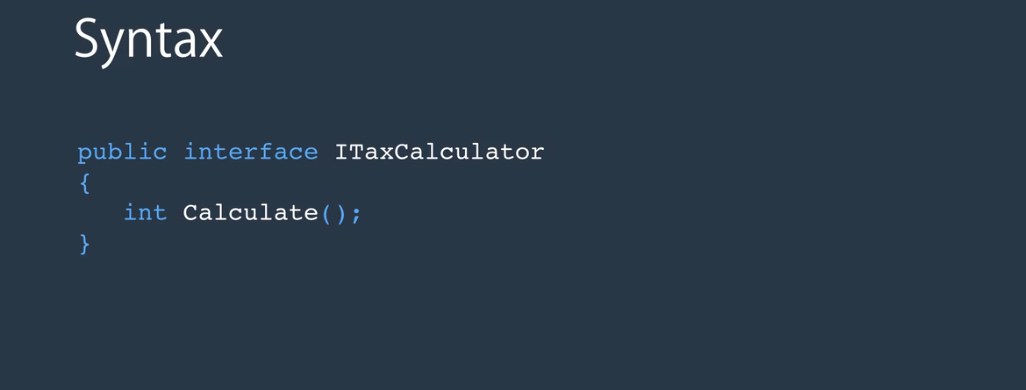 Syntax
public interface ITaxCalculator
{
int Calculate();
}